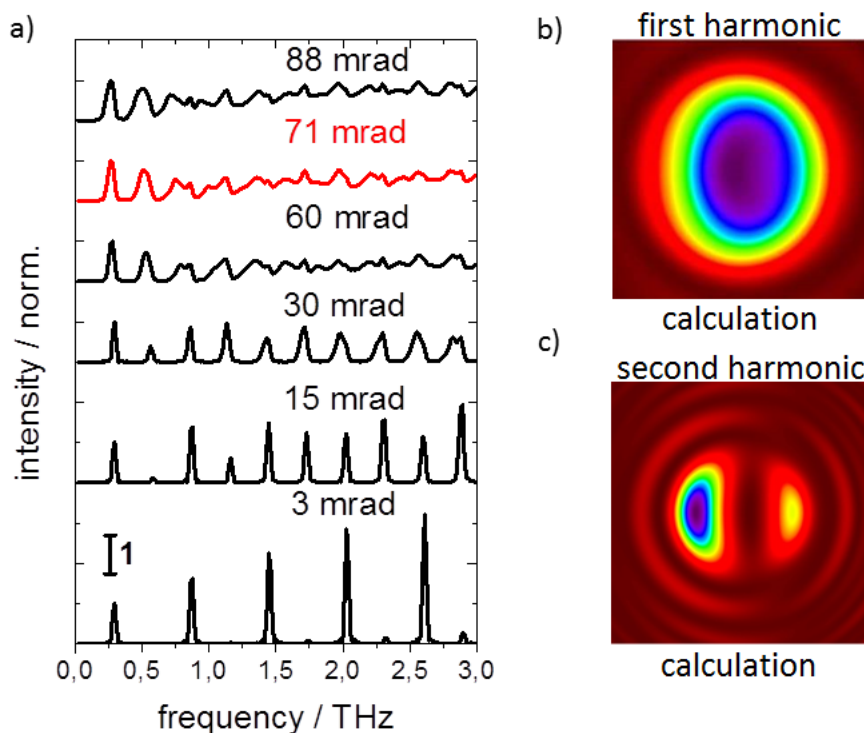 a)
88 mrad
71 mrad
60 mrad
30 mrad
15 mrad
3 mrad
1
intensity / norm.
0,0 0,5 1,0 1,5 2,0 2,5 3,0
frequency / THz
b)
first harmonic
calculation
c)
second harmonic
calculation